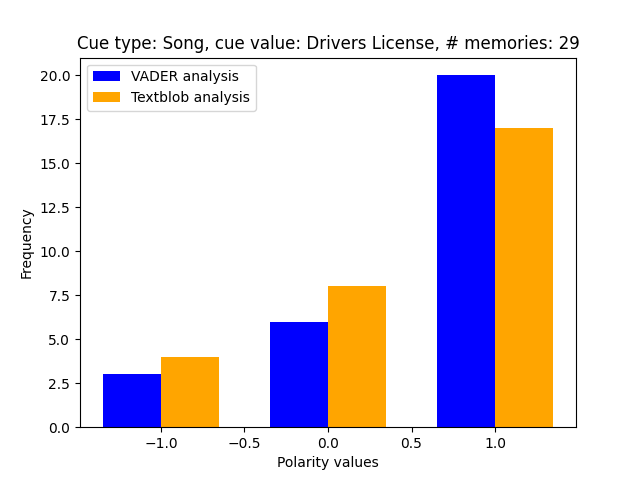 Cue type: Song, cue value: Drivers License, # memories: 29
VADER analysis
Textblob analysis
20.0
17.5
15.0
12.5
10.0
7.5
5.0
2.5
0.0
Frequency
−1.0 −0.5 0.0 0.5 1.0
Polarity values